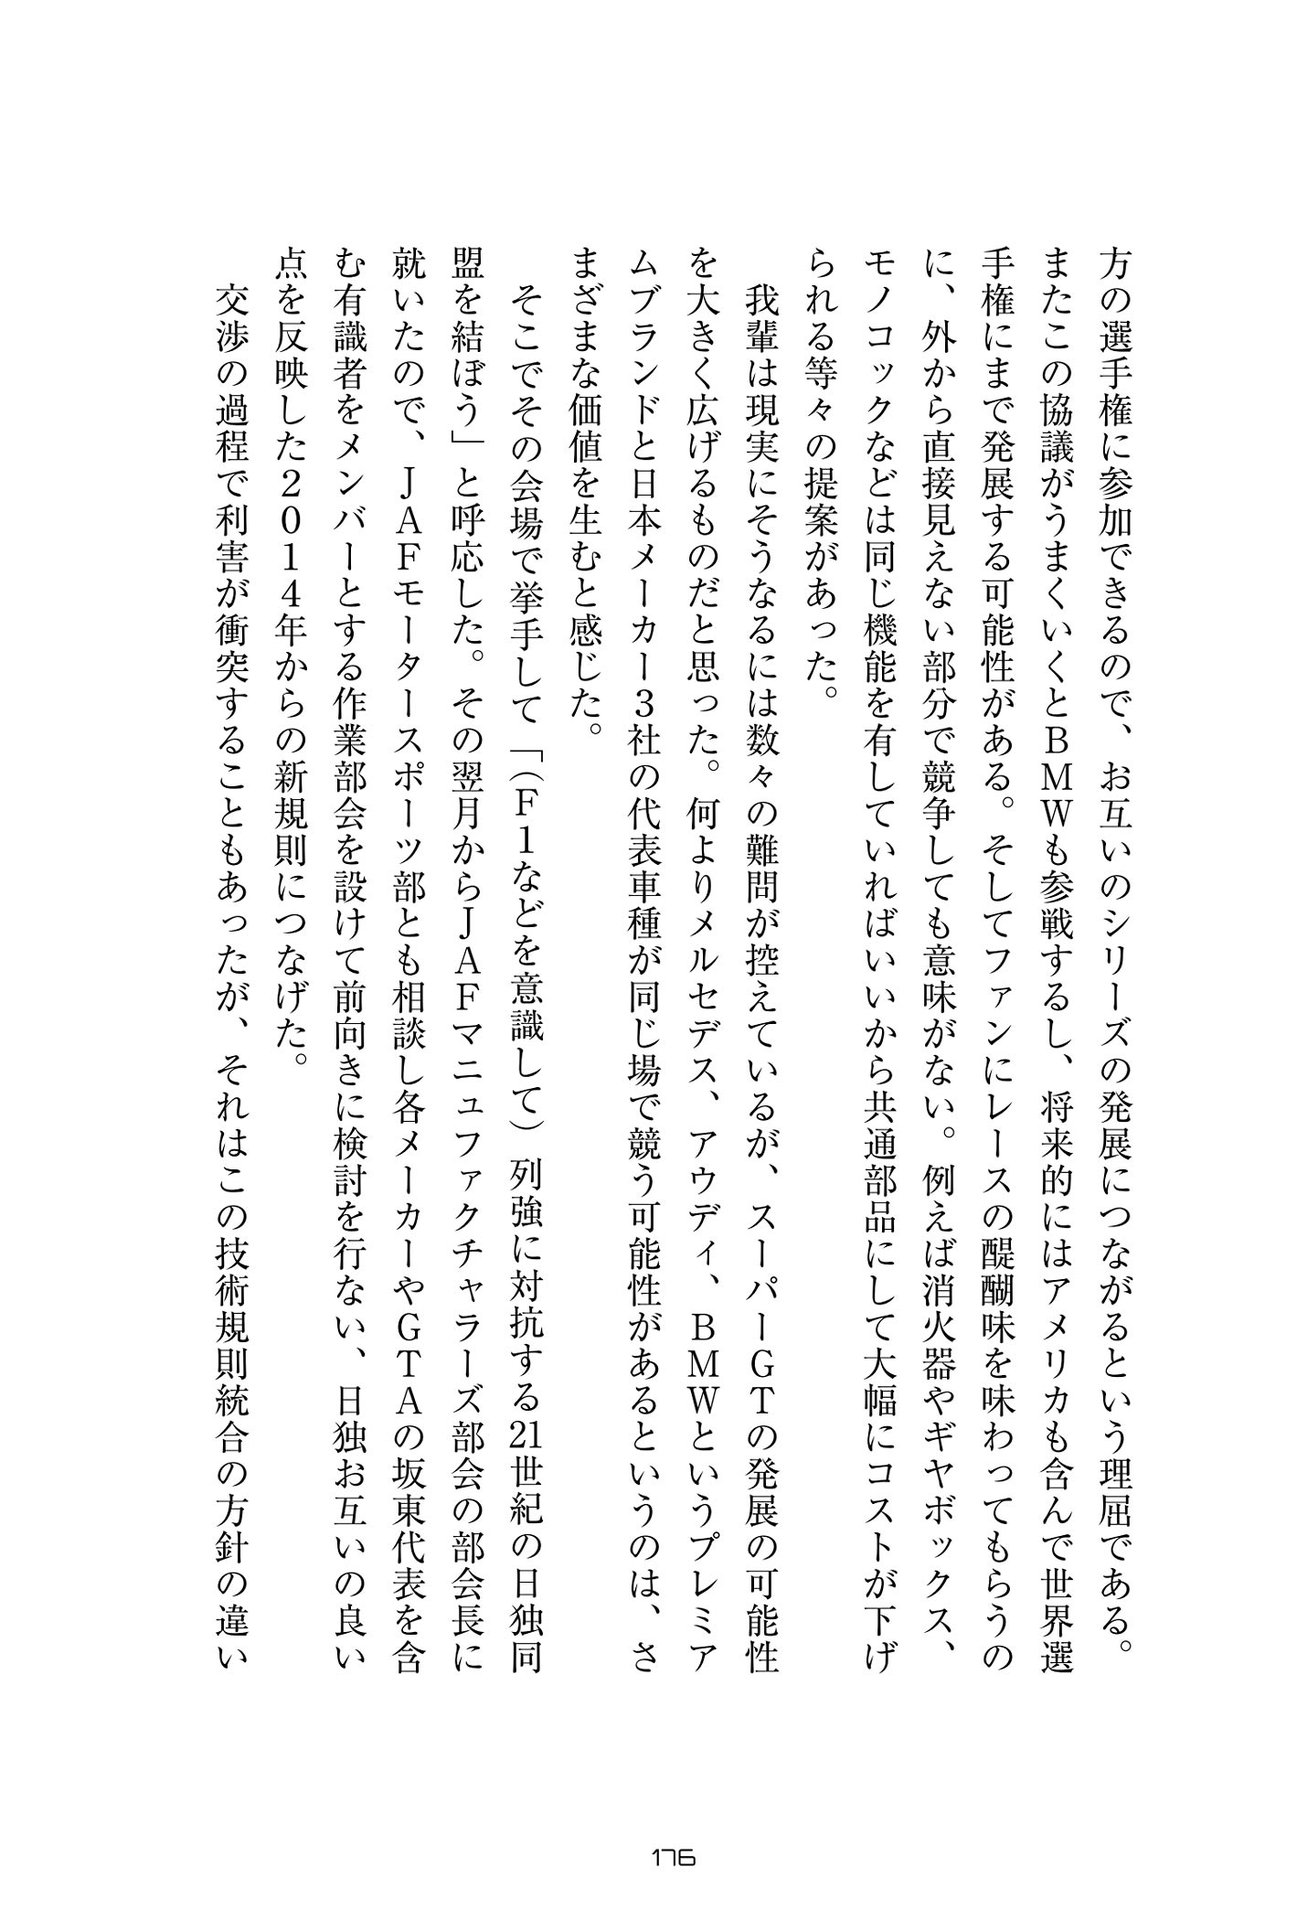 方の選手権に参加できるので、お互いのシリーズの発展につながるという理屈である。
またこの協議がうまくいくとＢＭＷも参戦するし、将来的にはアメリカも含んで世界選
手権にまで発展する可能性がある。そしてファンにレースの醍醐味を味わってもらうの
に、外から直接見えない部分で競争しても意味がない。例えば消火器やギヤボックス、
モノコックなどは同じ機能を有していればいいから共通部品にして大幅にコストが下げ
られる等々の提案があった。
　我輩は現実にそうなるには数々の難問が控えているが、スーパーＧＴの発展の可能性
を大きく広げるものだと思った。何よりメルセデス、アウディ、ＢＭＷというプレミア
ムブランドと日本メーカー３社の代表車種が同じ場で競う可能性があるというのは、さ
まざまな価値を生むと感じた。
　そこでその会場で挙手して「（Ｆ１などを意識して）列強に対抗する21世紀の日独同
盟を結ぼう」と呼応した。その翌月からＪＡＦマニュファクチャラーズ部会の部会長に
就いたので、ＪＡＦモータースポーツ部とも相談し各メーカーやＧＴＡの坂東代表を含
む有識者をメンバーとする作業部会を設けて前向きに検討を行ない、日独お互いの良い
点を反映した２０１４年からの新規則につなげた。
　交渉の過程で利害が衝突することもあったが、それはこの技術規則統合の方針の違い
176